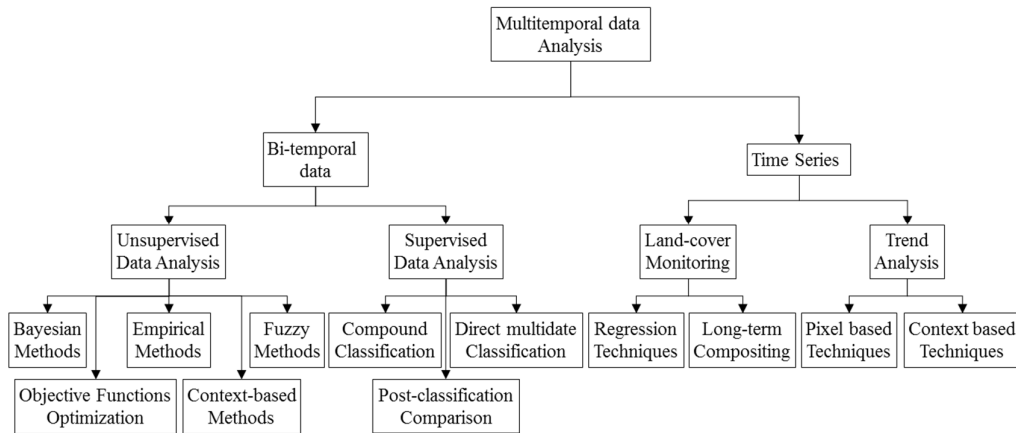 Multitemporal data
Analysis
Bi-temporal
data
Time Series
Unsupervised
Data Analysis
Supervised
Data Analysis
Land-cover
Monitoring
Trend
Analysis
Bayesian
Methods
Empirical
Methods
Fuzzy
Methods
Compound
Classification
Direct multidate
Classification
Regression
Techniques
Long-term
Compositing
Pixel based
Techniques
Context based
Techniques
Objective Functions
Optimization
Context-based
Methods
Post-classification
Comparison